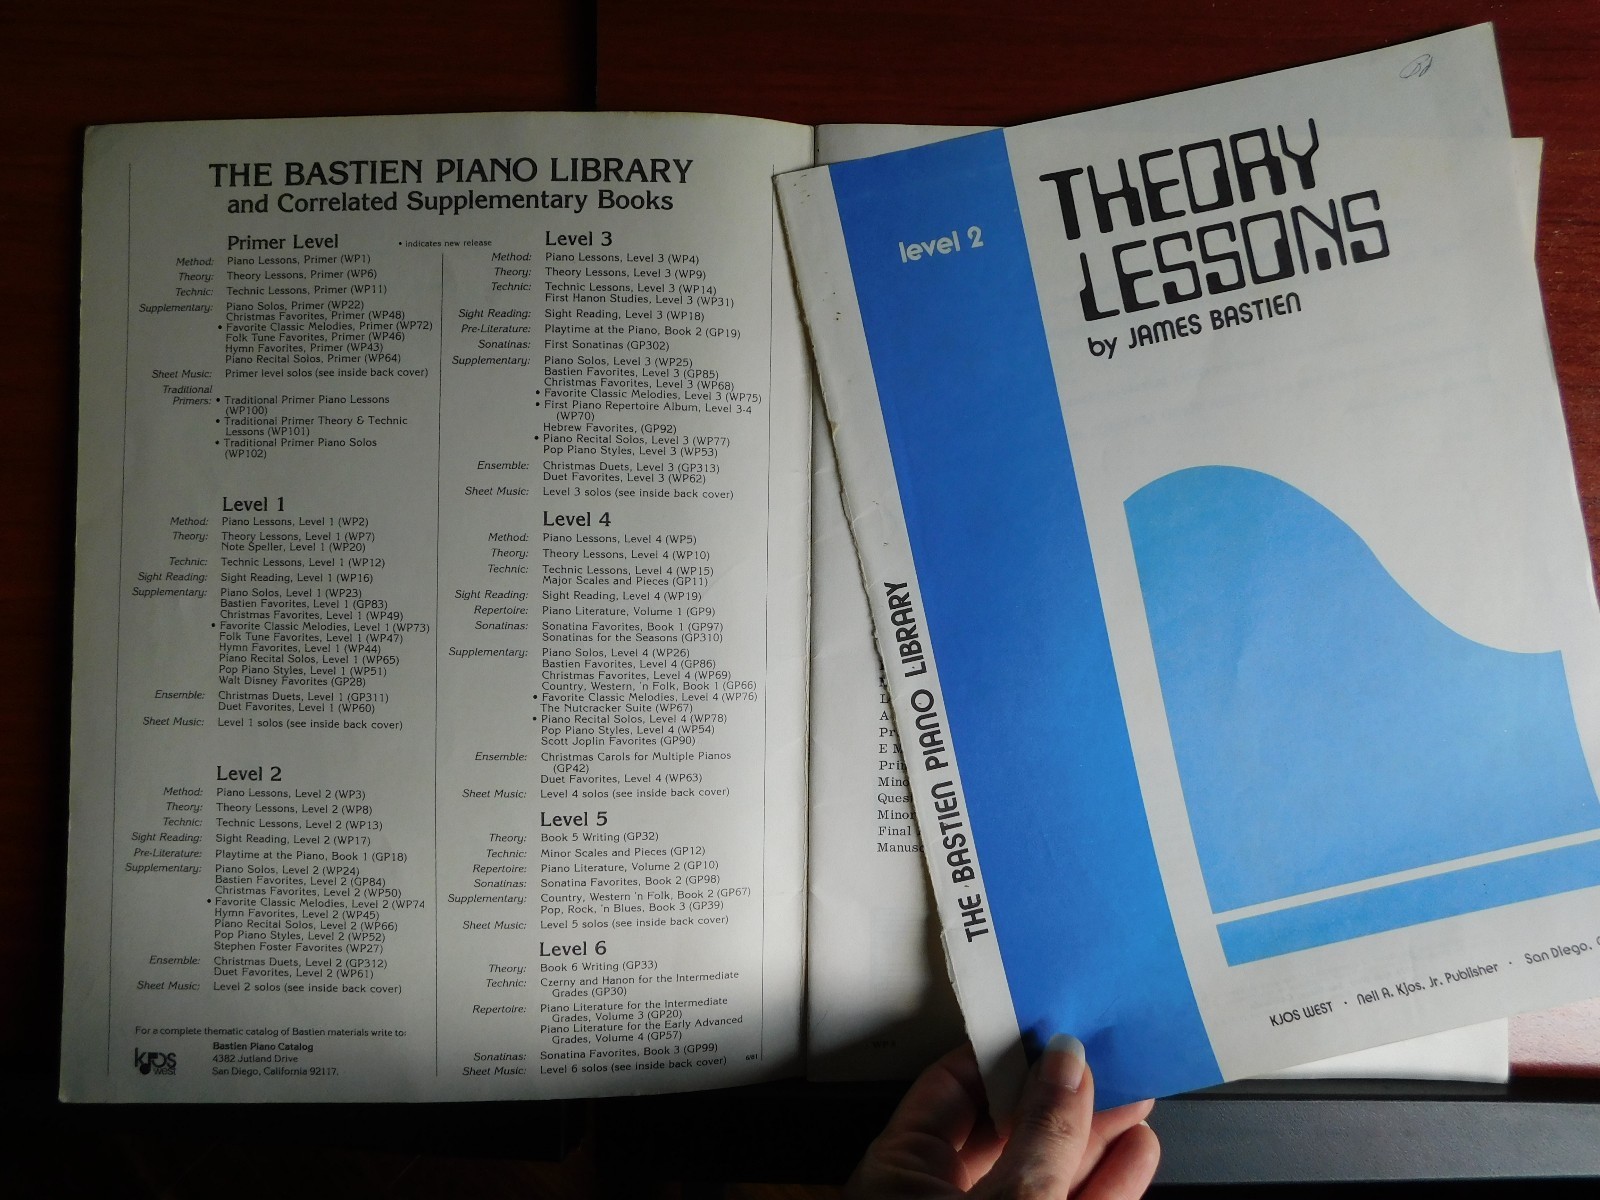 THE BASTIEN PIANO LIBRARY
and Correlated Supplementary Books
Primer Level
• indicates new release
Method: Piano Lessons, Primer (WP1)
Theory: Theory Lessons, Primer (WP6)
Technic: Technic Lessons, Primer (WP11)
Supplementary: Piano Solos, Primer (WP22)
Christmas Favorites, Primer (WP48)
• Favorite Classic Melodies, Primer (WP72)
Folk Tune Favorites, Primer (WP46)
Hymn Favorites, Primer (WP43)
Piano Recital Solos, Primer (WP64)
Sheet Music: Primer level solos (see inside back cover)
Traditional
Primers: • Traditional Primer Piano Lessons
(WP100)
• Traditional Primer Theory & Technic
Lessons (WP101)
• Traditional Primer Piano Solos
(WP102)
Level 1
Method: Piano Lessons, Level 1 (WP2)
Theory: Theory Lessons, Level 1 (WP7)
Note Speller, Level 1 (WP20)
Technic: Technic Lessons, Level 1 (WP12)
Sight Reading: Sight Reading, Level 1 (WP16)
Supplementary: Piano Solos, Level 1 (WP23)
Bastien Favorites, Level 1 (GP83)
Christmas Favorites, Level 1 (WP49)
• Favorite Classic Melodies, Level 1 (WP73)
Folk Tune Favorites, Level 1 (WP47)
Hymn Favorites, Level 1 (WP44)
Piano Recital Solos, Level 1 (WP65)
Pop Piano Styles, Level 1 (WP51)
Walt Disney Favorites (GP28)
Ensemble: Christmas Duets, Level 1 (GP311)
Duet Favorites, Level 1 (WP60)
Sheet Music: Level 1 solos (see inside back cover)
Level 2
Method: Piano Lessons, Level 2 (WP3)
Theory: Theory Lessons, Level 2 (WP8)
Technic: Technic Lessons, Level 2 (WP13)
Sight Reading: Sight Reading, Level 2 (WP17)
Pre-Literature: Playtime at the Piano, Book 1 (GP18)
Supplementary: Piano Solos, Level 2 (WP24)
Bastien Favorites, Level 2 (GP84)
Christmas Favorites, Level 2 (WP50)
• Favorite Classic Melodies, Level 2 (WP74
Hymn Favorites, Level 2 (WP45)
Piano Recital Solos, Level 2 (WP66)
Pop Piano Styles, Level 2 (WP52)
Stephen Foster Favorites (WP27)
Ensemble: Christmas Duets, Level 2 (GP312)
Duet Favorites, Level 2 (WP61)
Sheet Music: Level 2 solos (see inside back cover)
For a complete thematic catalog of Bastien materials write to:
Bastien Piano Catalog
4382 Jutland Drive
San Diego, California 92117.
kjos
west
Level 3
Method: Piano Lessons, Level 3 (WP4)
Theory: Theory Lessons, Level 3 (WP9)
Technic: Technic Lessons, Level 3 (WP14)
First Hanon Studies, Level 3 (WP31)
Sight Reading: Sight Reading, Level 3 (WP18)
Pre-Literature: Playtime at the Piano, Book 2 (GP19)
Sonatinas: First Sonatinas (GP302)
Supplementary: Piano Solos, Level 3 (WP25)
Bastien Favorites, Level 3 (GP85)
Christmas Favorites, Level 3 (WP68)
• Favorite Classic Melodies, Level 3 (WP75)
• First Piano Repertoire Album, Level 3-4
(WP70)
Hebrew Favorites, (GP92)
• Piano Recital Solos, Level 3 (WP77)
Pop Piano Styles, Level 3 (WP53)
Ensemble: Christmas Duets, Level 3 (GP313)
Duet Favorites, Level 3 (WP62)
Sheet Music: Level 3 solos (see inside back cover)
Level 4
Method: Piano Lessons, Level 4 (WP5)
Theory: Theory Lessons, Level 4 (WP10)
Technic: Technic Lessons, Level 4 (WP15)
Major Scales and Pieces (GP11)
Sight Reading: Sight Reading, Level 4 (WP19)
Repertoire: Piano Literature, Volume 1 (GP9)
Sonatinas: Sonatina Favorites, Book 1 (GP97)
Sonatinas for the Seasons (GP310)
Supplementary: Piano Solos, Level 4 (WP26)
Bastien Favorites, Level 4 (GP86)
Christmas Favorites, Level 4 (WP69)
Country, Western, 'n Folk, Book 1 (GP66)
• Favorite Classic Melodies, Level 4 (WP76)
The Nutcracker Suite (WP67)
• Piano Recital Solos, Level 4 (WP78)
Pop Piano Styles, Level 4 (WP54)
Scott Joplin Favorites (GP90)
Ensemble: Christmas Carols for Multiple Pianos
(GP42)
Duet Favorites, Level 4 (WP63)
Sheet Music: Level 4 solos (see inside back cover)
Level 5
Theory: Book 5 Writing (GP32)
Technic: Minor Scales and Pieces (GP12)
Repertoire: Piano Literature, Volume 2 (GP10)
Sonatinas: Sonatina Favorites, Book 2 (GP98)
Supplementary: Country, Western 'n Folk, Book 2 (GP67)
Pop, Rock, 'n Blues, Book 3 (GP39)
Sheet Music: Level 5 solos (see inside back cover)
Level 6
Theory: Book 6 Writing (GP33)
Technic: Czerny and Hanon for the Intermediate
Grades (GP30)
Repertoire: Piano Literature for the Intermediate
Grades, Volume 3 (GP20)
Piano Literature for the Early Advanced
Grades, Volume 4 (GP57)
Sonatinas: Sonatina Favorites, Book 3 (GP99)
Sheet Music: Level 6 solos (see inside back cover)
681
L
A
Pr
E M
Pri
Mino
Ques
Minor
Final
Manusc
level 2
THEORY
LESSONS
by JAMES BASTIEN
THE BASTIEN PIANO LIBRARY
KJOS WEST · Neil A. Kjos, Jr. Publisher · San Diego,